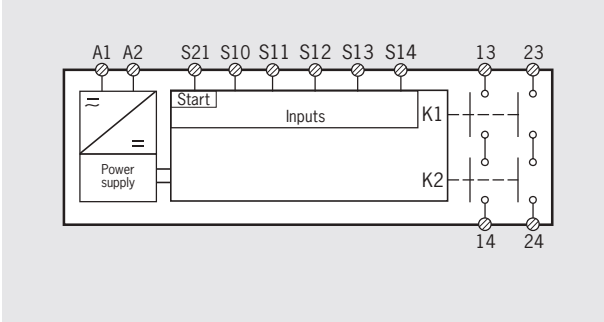 A1 A2 S21 S10 S11 S12 S13 S14 13 23
Start
Inputs
K1
Power
supply
K2
14 24